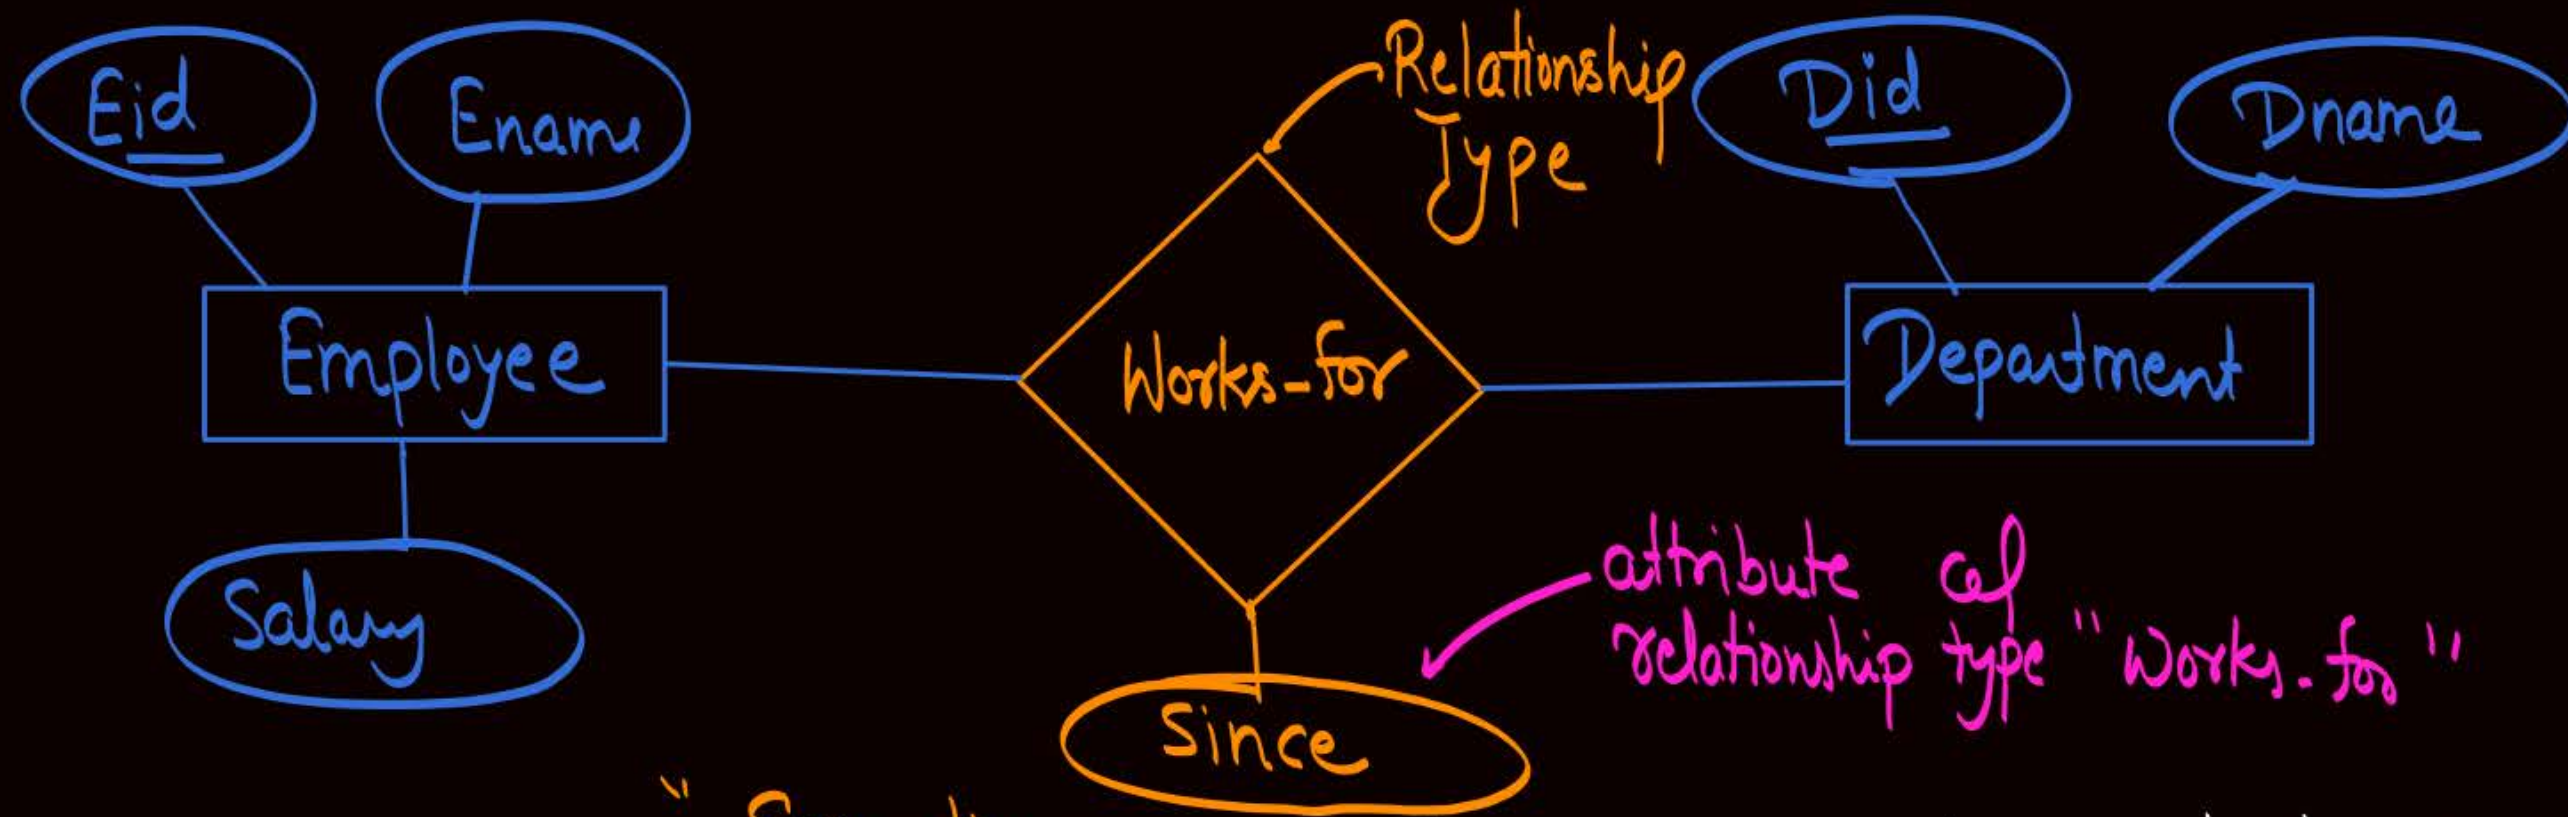 Eid
Ename
Relationship
Type
Did
Dname
Employee
Works-for
Department
Salary
attribute of
relationship type "Works-for"
Since